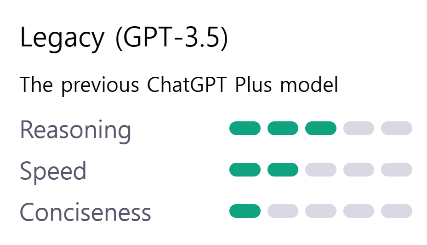 Legacy (GPT-3.5)
The previous ChatGPT Plus model
Reasoning
Speed
Conciseness